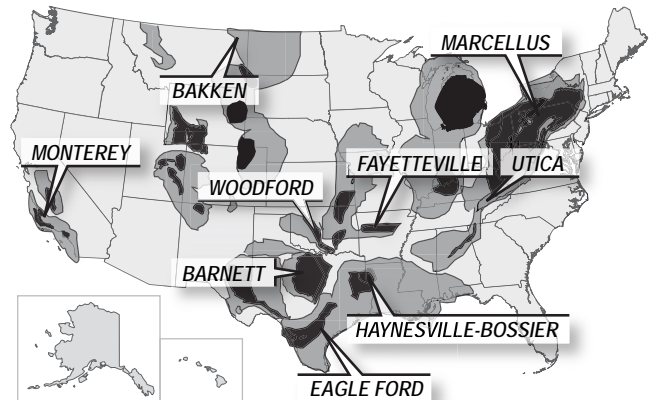 MARCELLUS
BAKKEN
MONTEREY
FAYETTEVILLE
UTICA
WOODFORD
BARNETT
HAYNESVILLE-BOSSIER
EAGLE FORD